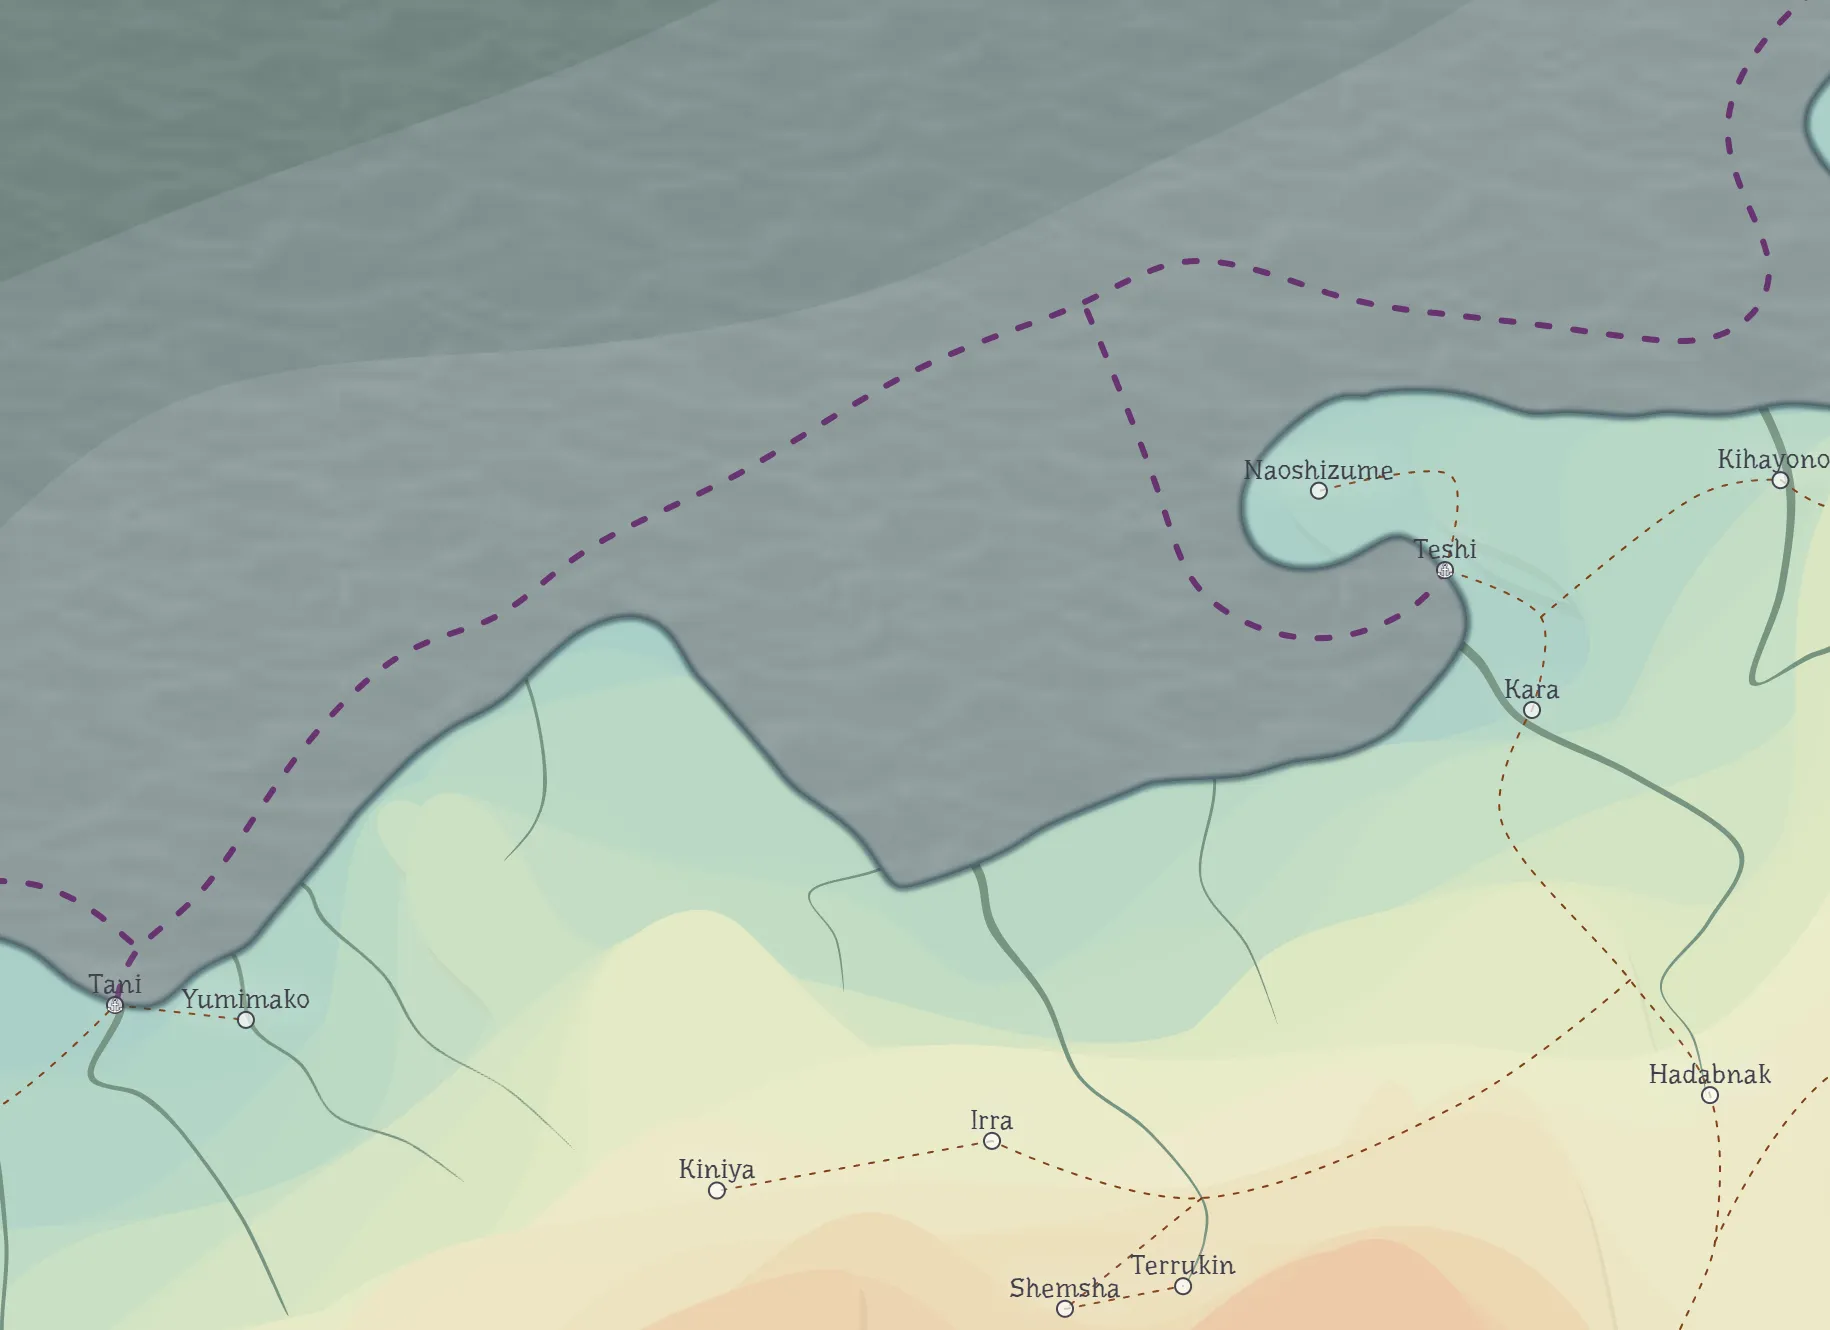 Naoshizume
Kihayono
Teshi
Kara
Tani
Yumimako
Hadabnak
Irra
Kiniya
Terrukin
Shemsha